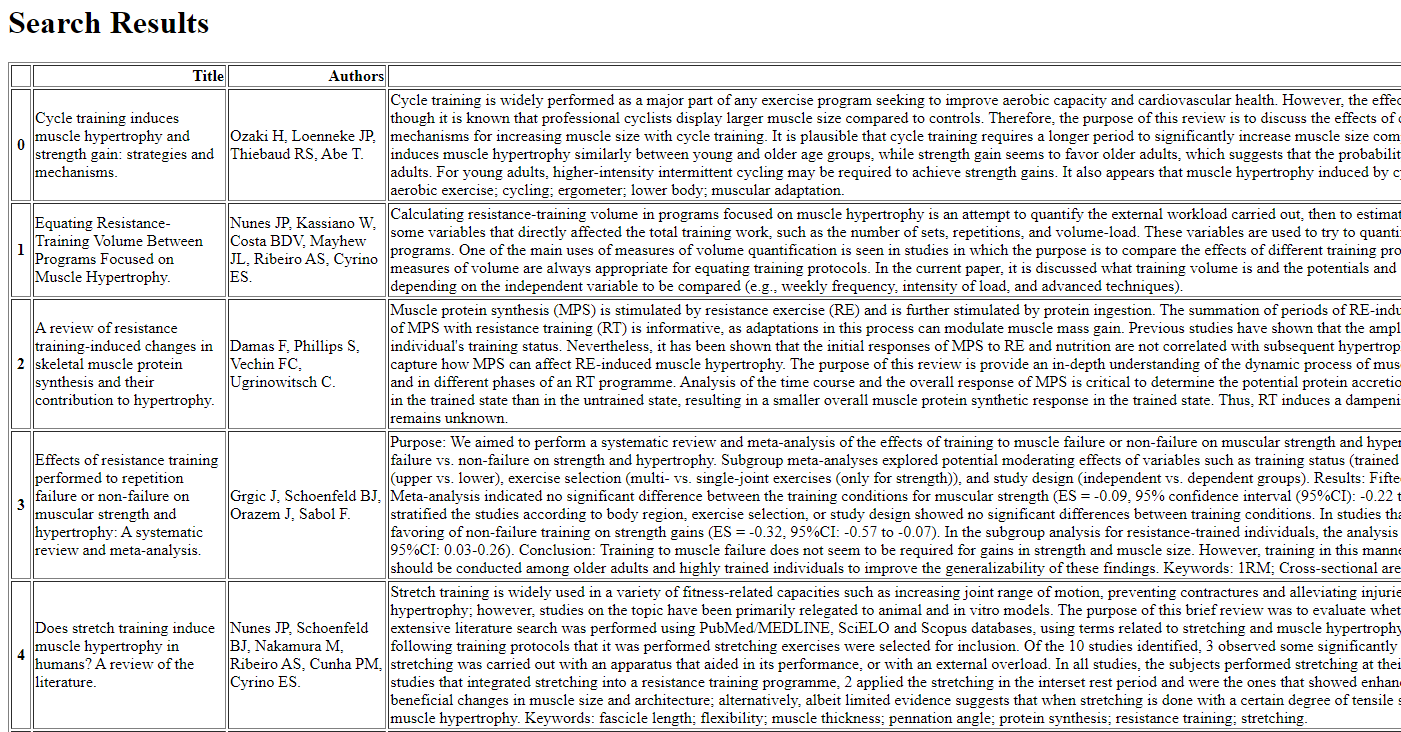 Search Results
Title
Authors
0
Cycle training induces
muscle hypertrophy and
strength gain: strategies and
mechanisms.
Ozaki H, Loenneke JP,
Thiebaud RS, Abe T.
Cycle training is widely performed as a major part of any exercise program seeking to improve aerobic capacity and cardiovascular health. However, the effec
though it is known that professional cyclists display larger muscle size compared to controls. Therefore, the purpose of this review is to discuss the effects of
mechanisms for increasing muscle size with cycle training. It is plausible that cycle training requires a longer period to significantly increase muscle size com
induces muscle hypertrophy similarly between young and older age groups, while strength gain seems to favor older adults, which suggests that the probabilit
adults. For young adults, higher-intensity intermittent cycling may be required to achieve strength gains. It also appears that muscle hypertrophy induced by c
aerobic exercise; cycling; ergometer; lower body; muscular adaptation.
1
Equating Resistance-
Training Volume Between
Programs Focused on
Muscle Hypertrophy.
Nunes JP, Kassiano W,
Costa BDV, Mayhew
JL, Ribeiro AS, Cyrino
ES.
Calculating resistance-training volume in programs focused on muscle hypertrophy is an attempt to quantify the external workload carried out, then to estimat
some variables that directly affected the total training work, such as the number of sets, repetitions, and volume-load. These variables are used to try to quanti
programs. One of the main uses of measures of volume quantification is seen in studies in which the purpose is to compare the effects of different training pro
measures of volume are always appropriate for equating training protocols. In the current paper, it is discussed what training volume is and the potentials and
depending on the independent variable to be compared (e.g., weekly frequency, intensity of load, and advanced techniques).
2
A review of resistance
training-induced changes in
skeletal muscle protein
synthesis and their
contribution to hypertrophy.
Damas F, Phillips S,
Vechin FC,
Ugrinowitsch C.
Muscle protein synthesis (MPS) is stimulated by resistance exercise (RE) and is further stimulated by protein ingestion. The summation of periods of RE-indu
of MPS with resistance training (RT) is informative, as adaptations in this process can modulate muscle mass gain. Previous studies have shown that the ampl
individual's training status. Nevertheless, it has been shown that the initial responses of MPS to RE and nutrition are not correlated with subsequent hypertrop
capture how MPS can affect RE-induced muscle hypertrophy. The purpose of this review is provide an in-depth understanding of the dynamic process of mus
and in different phases of an RT programme. Analysis of the time course and the overall response of MPS is critical to determine the potential protein accretio
in the trained state than in the untrained state, resulting in a smaller overall muscle protein synthetic response in the trained state. Thus, RT induces a dampeni
remains unknown.
3
Effects of resistance training
performed to repetition
failure or non-failure on
muscular strength and
hypertrophy: A systematic
review and meta-analysis.
Grgic J, Schoenfeld BJ,
Orazem J, Sabol F.
Purpose: We aimed to perform a systematic review and meta-analysis of the effects of training to muscle failure or non-failure on muscular strength and hyper
failure vs. non-failure on strength and hypertrophy. Subgroup meta-analyses explored potential moderating effects of variables such as training status (trained
(upper vs. lower), exercise selection (multi- vs. single-joint exercises (only for strength)), and study design (independent vs. dependent groups). Results: Fifte
Meta-analysis indicated no significant difference between the training conditions for muscular strength (ES = -0.09, 95% confidence interval (95%CI): -0.22 t
stratified the studies according to body region, exercise selection, or study design showed no significant differences between training conditions. In studies tha
favoring of non-failure training on strength gains (ES = -0.32, 95%CI: -0.57 to -0.07). In the subgroup analysis for resistance-trained individuals, the analysis
95%CI: 0.03-0.26). Conclusion: Training to muscle failure does not seem to be required for gains in strength and muscle size. However, training in this manne
should be conducted among older adults and highly trained individuals to improve the generalizability of these findings. Keywords: 1RM; Cross-sectional are
4
Does stretch training induce
muscle hypertrophy in
humans? A review of the
literature.
Nunes JP, Schoenfeld
BJ, Nakamura M,
Ribeiro AS, Cunha PM,
Cyrino ES.
Stretch training is widely used in a variety of fitness-related capacities such as increasing joint range of motion, preventing contractures and alleviating injurie
hypertrophy; however, studies on the topic have been primarily relegated to animal and in vitro models. The purpose of this brief review was to evaluate whet
extensive literature search was performed using PubMed/MEDLINE, SciELO and Scopus databases, using terms related to stretching and muscle hypertrophy
following training protocols that it was performed stretching exercises were selected for inclusion. Of the 10 studies identified, 3 observed some significantly
stretching was carried out with an apparatus that aided in its performance, or with an external overload. In all studies, the subjects performed stretching at thei
studies that integrated stretching into a resistance training programme, 2 applied the stretching in the interset rest period and were the ones that showed enhan
beneficial changes in muscle size and architecture; alternatively, albeit limited evidence suggests that when stretching is done with a certain degree of tensile s
muscle hypertrophy. Keywords: fascicle length; flexibility; muscle thickness; pennation angle; protein synthesis; resistance training; stretching.